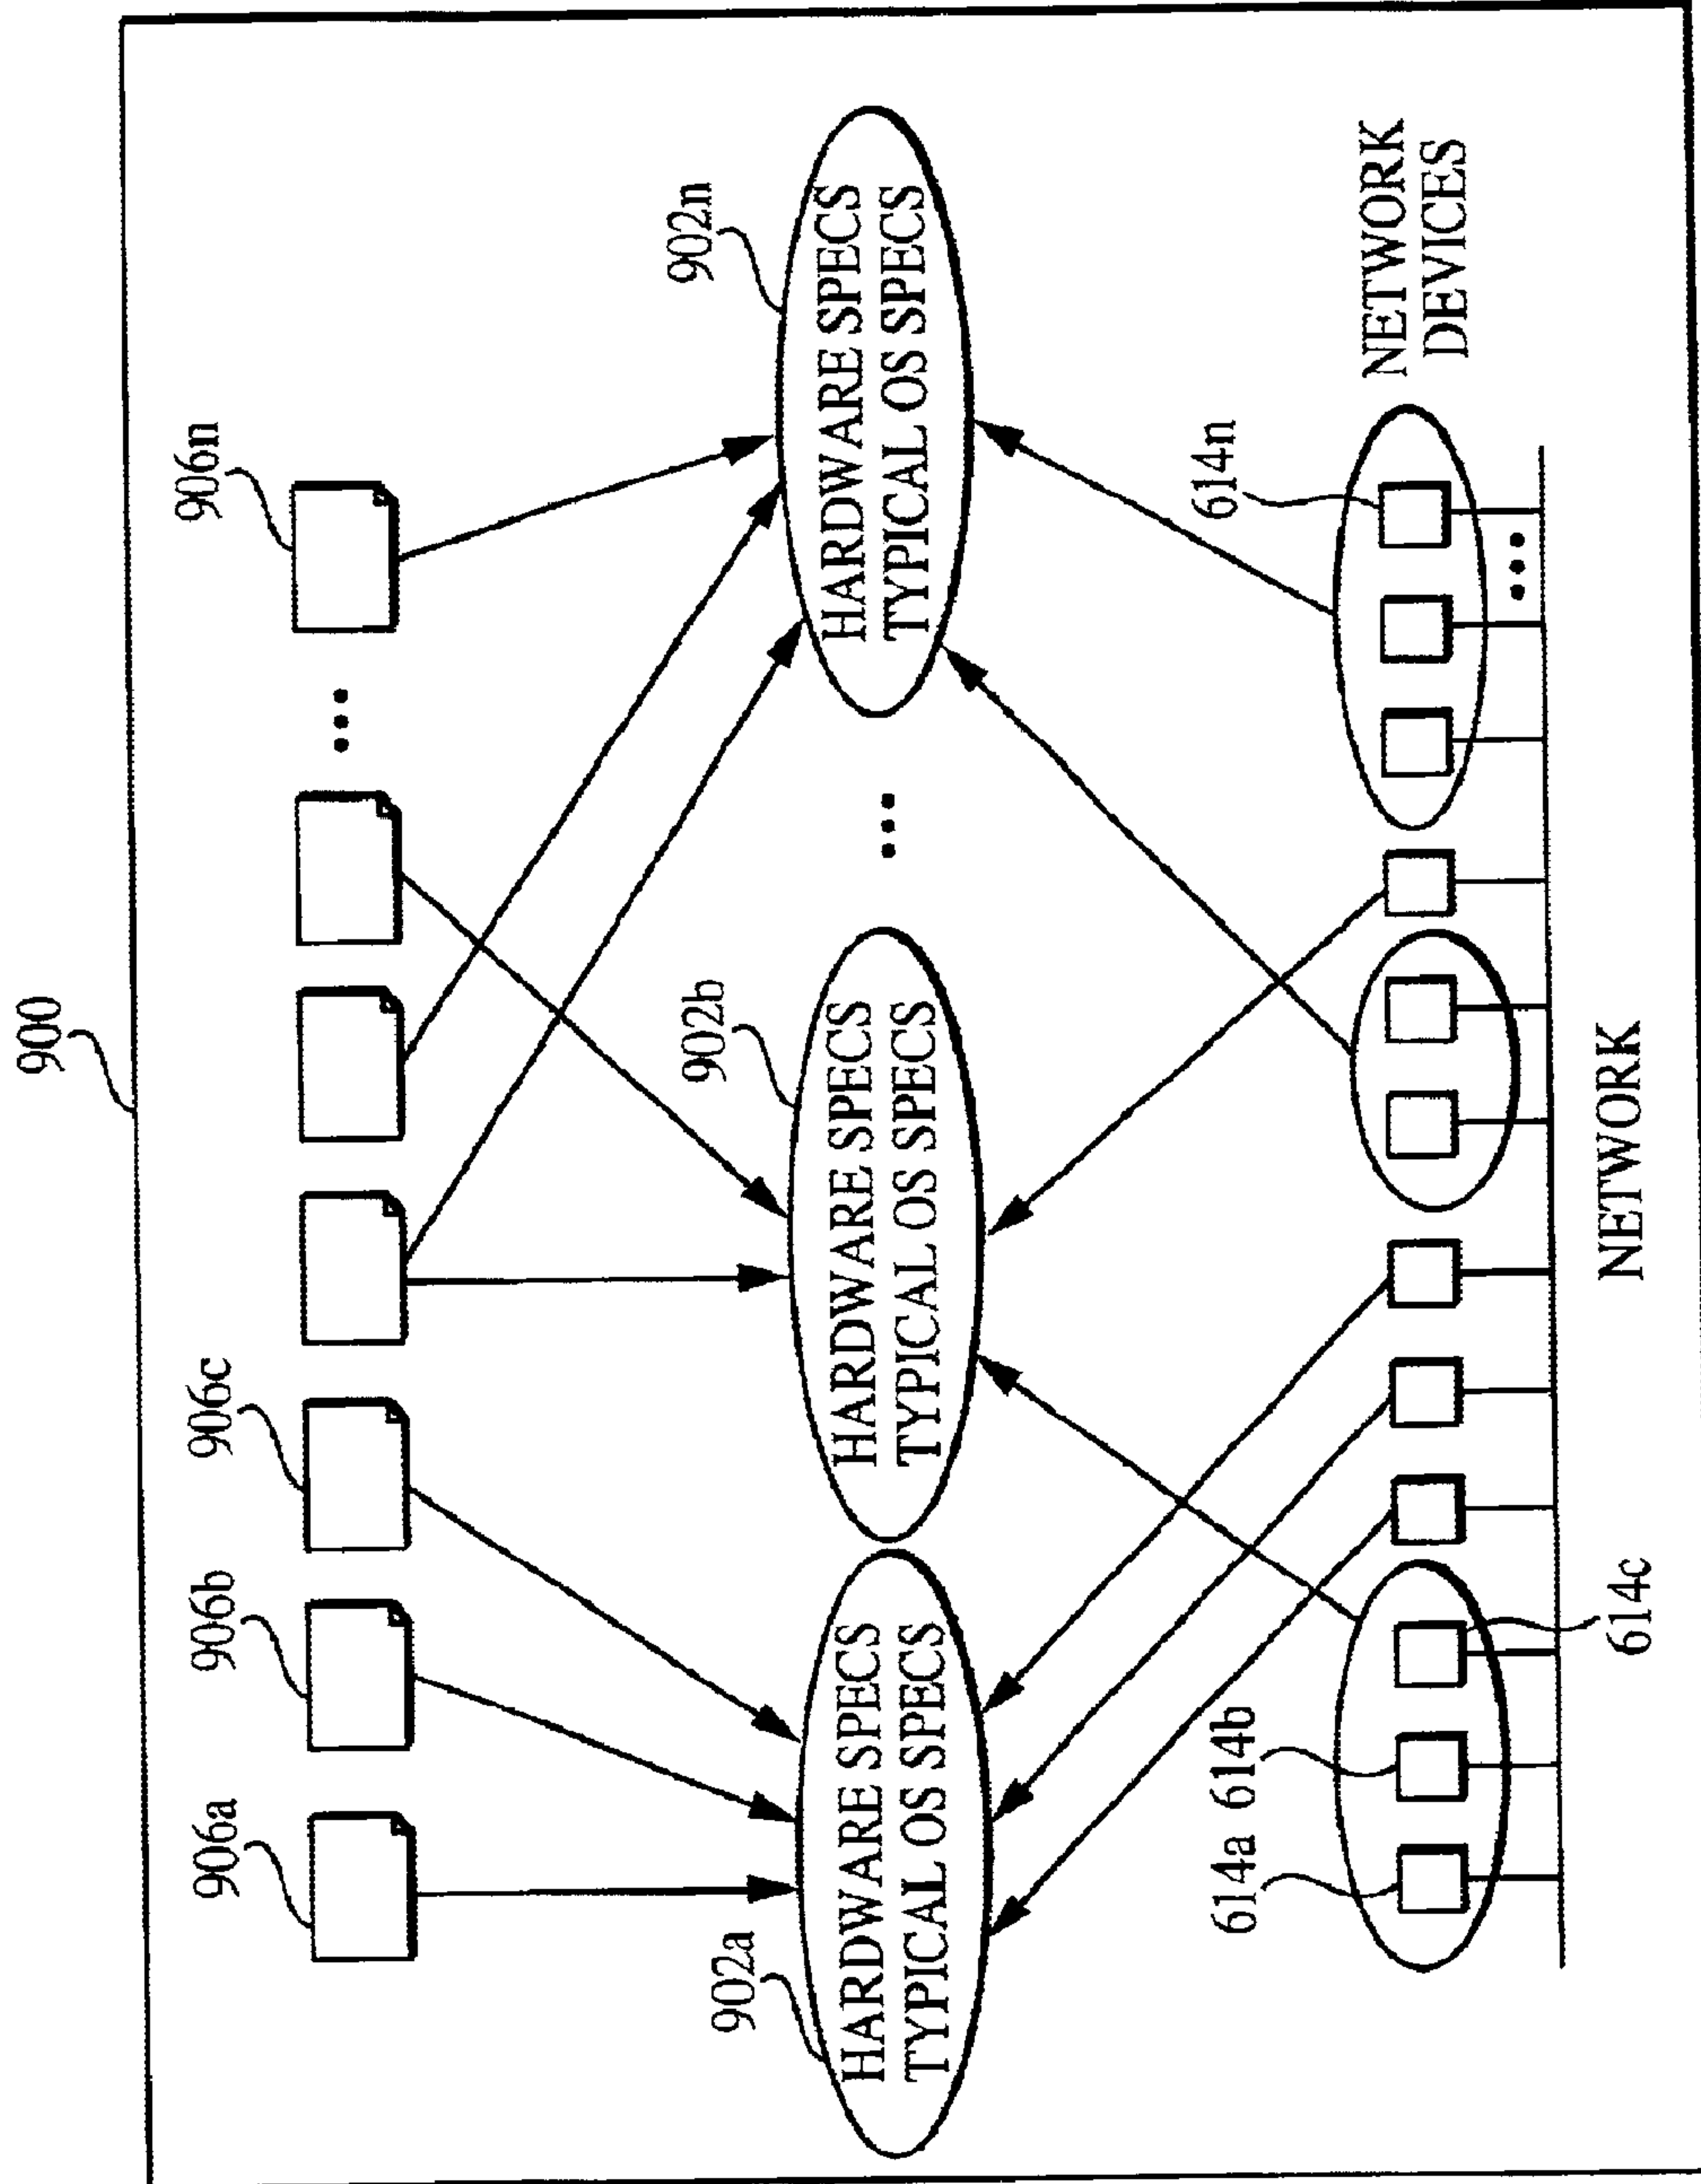 900
906a
906b
906c
906n
902a
HARDWARE SPECS
TYPICAL OS SPECS
902b
HARDWARE SPECS
TYPICAL OS SPECS
902n
HARDWARE SPECS
TYPICAL OS SPECS
614a
614b
614c
614n
NETWORK
DEVICES
NETWORK